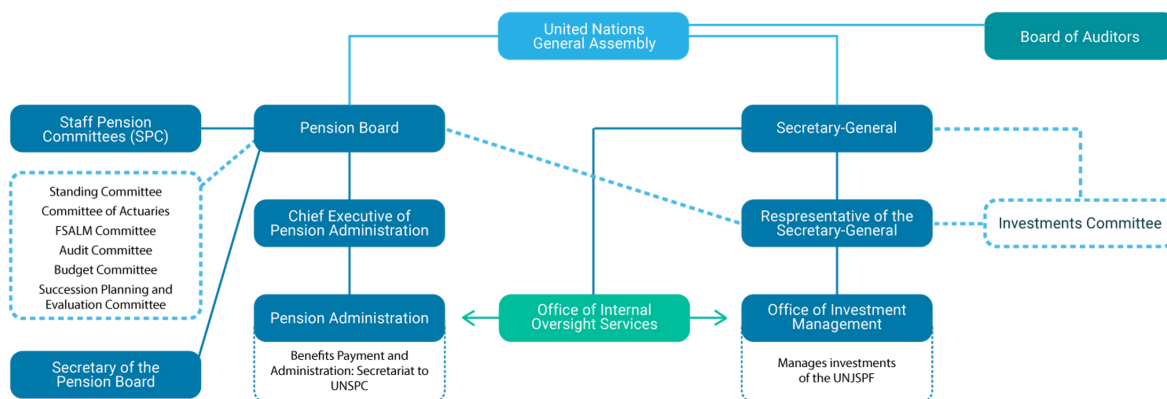 United Nations
General Assembly
Board of Auditors
Staff Pension
Committees (SPC)
Pension Board
Secretary-General
Standing Committee
Committee of Actuaries
FSALM Committee
Audit Committee
Budget Committee
Succession Planning and
Evaluation Committee
Chief Executive of
Pension Administration
Respresentative of the
Secretary-General
Investments Committee
Pension Administration
Office of Internal
Oversight Services
Office of Investment
Management
Secretary of the
Pension Board
Benefits Payment and
Administration: Secretariat to
UNSPC
Manages investments
of the UNJSPF